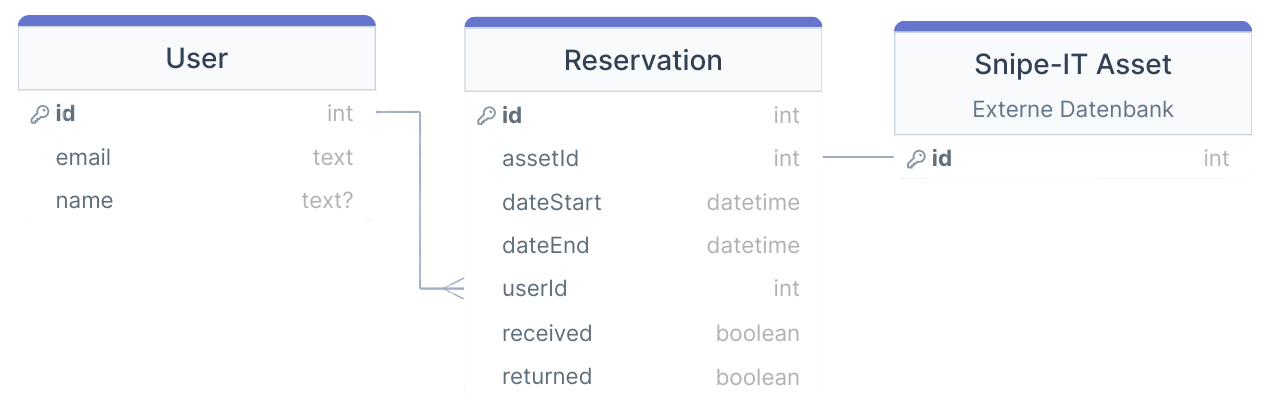 User
id int
email text
name text?
Reservation
id int
assetId int
dateStart datetime
dateEnd datetime
userId int
received boolean
returned boolean
Snipe-IT Asset
Externe Datenbank
id int